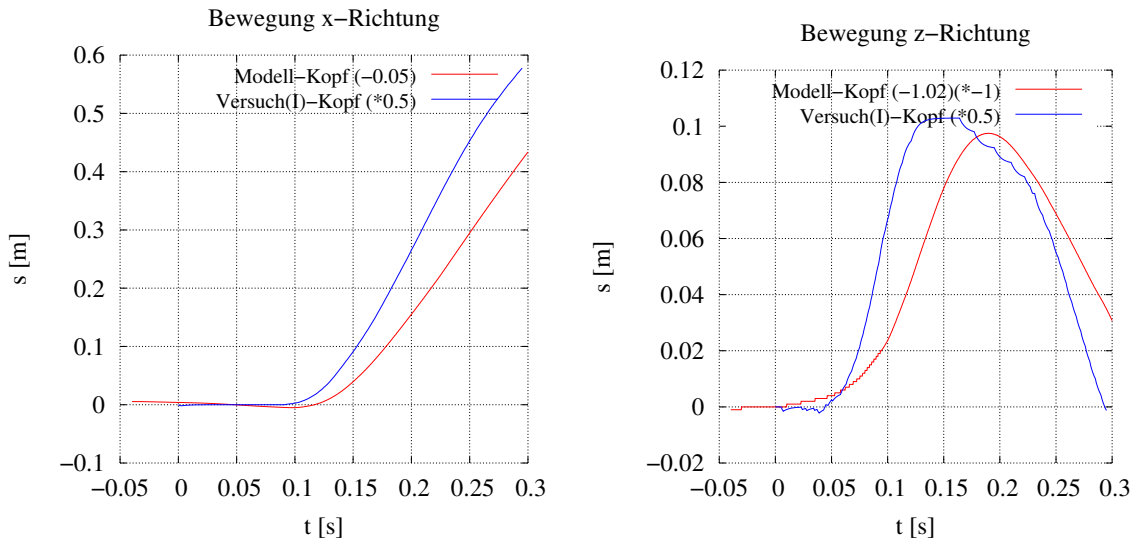 Bewegung x−Richtung
0.6
0.5
0.4
0.3
0.2
0.1
0
−0.1
s [m]
Modell−Kopf (−0.05)
Versuch(I)−Kopf (*0.5)
−0.05 0 0.05 0.1 0.15 0.2 0.25 0.3
t [s]
Bewegung z−Richtung
0.12
0.1
0.08
0.06
0.04
0.02
0
−0.02
s [m]
Modell−Kopf (−1.02)(*−1)
Versuch(I)−Kopf (*0.5)
−0.05 0 0.05 0.1 0.15 0.2 0.25 0.3
t [s]